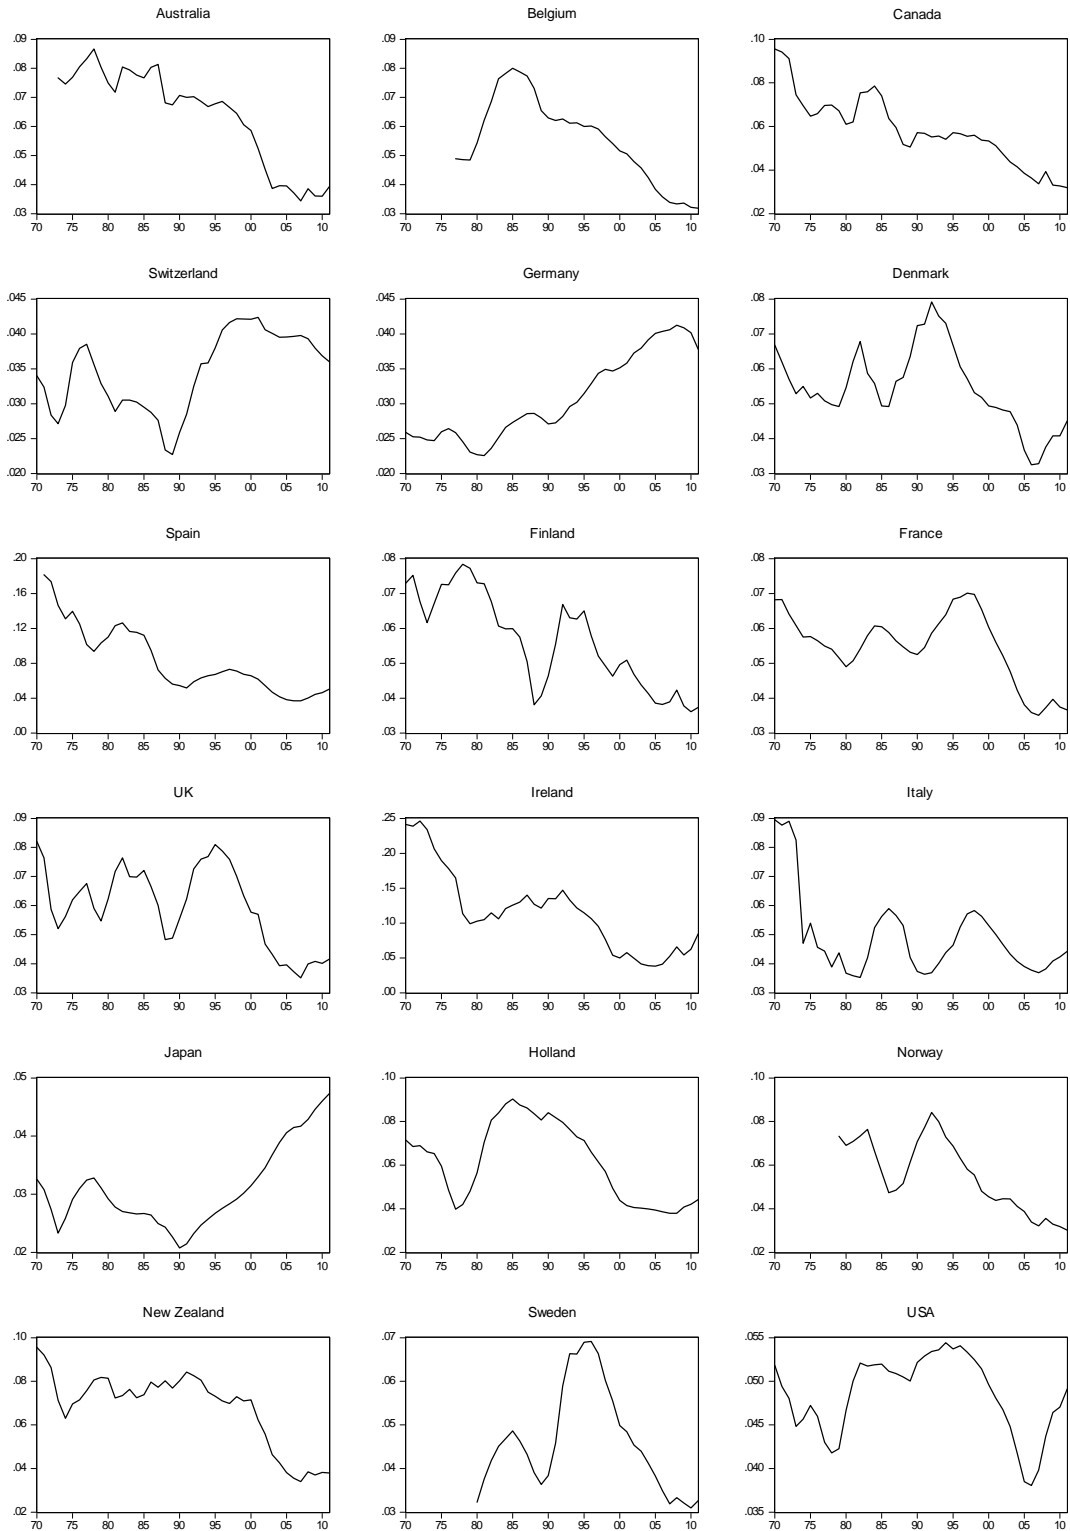 Australia
.09
.08
.07
.06
.05
.04
.03
70 75 80 85 90 95 00 05 10
Belgium
.09
.08
.07
.06
.05
.04
.03
70 75 80 85 90 95 00 05 10
Canada
.10
.08
.06
.04
.02
70 75 80 85 90 95 00 05 10
Switzerland
.045
.040
.035
.030
.025
.020
70 75 80 85 90 95 00 05 10
Germany
.045
.040
.035
.030
.025
.020
70 75 80 85 90 95 00 05 10
Denmark
.08
.07
.06
.05
.04
.03
70 75 80 85 90 95 00 05 10
Spain
.20
.16
.12
.08
.04
.00
70 75 80 85 90 95 00 05 10
Finland
.08
.07
.06
.05
.04
.03
70 75 80 85 90 95 00 05 10
France
.08
.07
.06
.05
.04
.03
70 75 80 85 90 95 00 05 10
UK
.09
.08
.07
.06
.05
.04
.03
70 75 80 85 90 95 00 05 10
Ireland
.25
.20
.15
.10
.05
.00
70 75 80 85 90 95 00 05 10
Italy
.09
.08
.07
.06
.05
.04
.03
70 75 80 85 90 95 00 05 10
Japan
.05
.04
.03
.02
70 75 80 85 90 95 00 05 10
Holland
.10
.08
.06
.04
.02
70 75 80 85 90 95 00 05 10
Norway
.10
.08
.06
.04
.02
70 75 80 85 90 95 00 05 10
New Zealand
.10
.08
.06
.04
.02
70 75 80 85 90 95 00 05 10
Sweden
.07
.06
.05
.04
.03
70 75 80 85 90 95 00 05 10
USA
.055
.050
.045
.040
.035
70 75 80 85 90 95 00 05 10